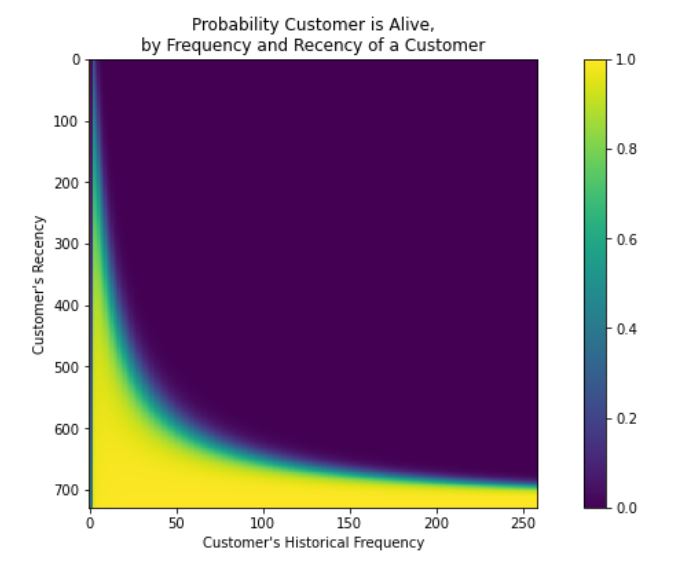 Probability Customer is Alive,
by Frequency and Recency of a Customer
0
100
200
300
400
500
600
700
Customer's Recency
0 50 100 150 200 250
Customer's Historical Frequency
1.0
0.8
0.6
0.4
0.2
0.0